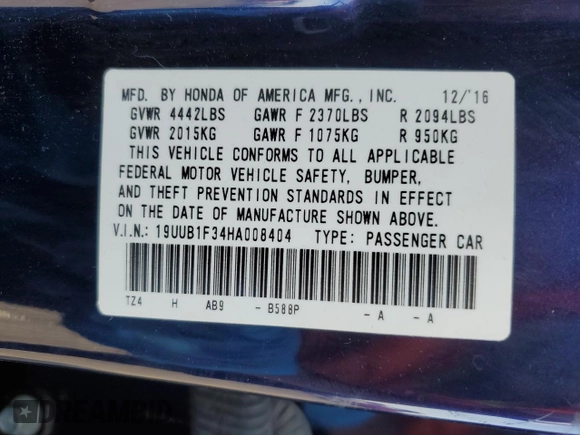 MFD. BY HONDA OF AMERICA MFG., INC. 12/'16
GVWR 4442LBS GAWR F 2370LBS R 2094LBS
GVWR 2015KG GAWR F 1075KG R 950KG
THIS VEHICLE CONFORMS TO ALL APPLICABLE
FEDERAL MOTOR VEHICLE SAFETY, BUMPER,
AND THEFT PREVENTION STANDARDS IN EFFECT
ON THE DATE OF MANUFACTURE SHOWN ABOVE.
V.I.N.: 19UUB1F34HA008404 TYPE: PASSENGER CAR
TZ4 H AB9 - B588P - A - A
DREAMBID